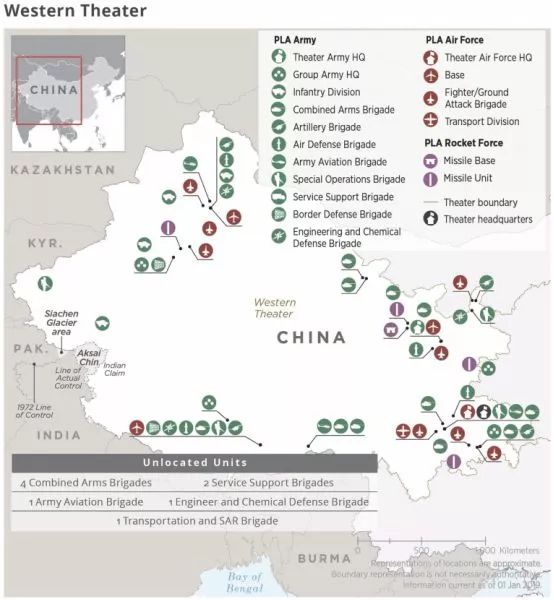 Western Theater
CHINA
PLA Army
Theater Army HQ
Group Army HQ
Infantry Division
Combined Arms Brigade
Artillery Brigade
Air Defense Brigade
Army Aviation Brigade
Special Operations Brigade
Service Support Brigade
Border Defense Brigade
Engineering and Chemical
Defense Brigade
PLA Air Force
Theater Air Force HQ
Base
Fighter/Ground
Attack Brigade
Transport Division
PLA Rocket Force
Missile Base
Missile Unit
Theater boundary
Theater headquarters
KAZAKHSTAN
KYR.
Western
Theater
CHINA
Siachen
Glacier
area
PAK.
Aksai
Chin
Indian
Claim
Line of
Actual
Control
1972 Line
of Control
INDIA
Unlocated Units
4 Combined Arms Brigades
2 Service Support Brigades
1 Army Aviation Brigade
1 Engineer and Chemical Defense Brigade
1 Transportation and SAR Brigade
BURMA
Bay of
Bengal
0 500 1,000 Kilometers
Representations of locations are approximate.
Boundary representation is not necessarily authoritative.
Information current as of 01 Jan 2019.